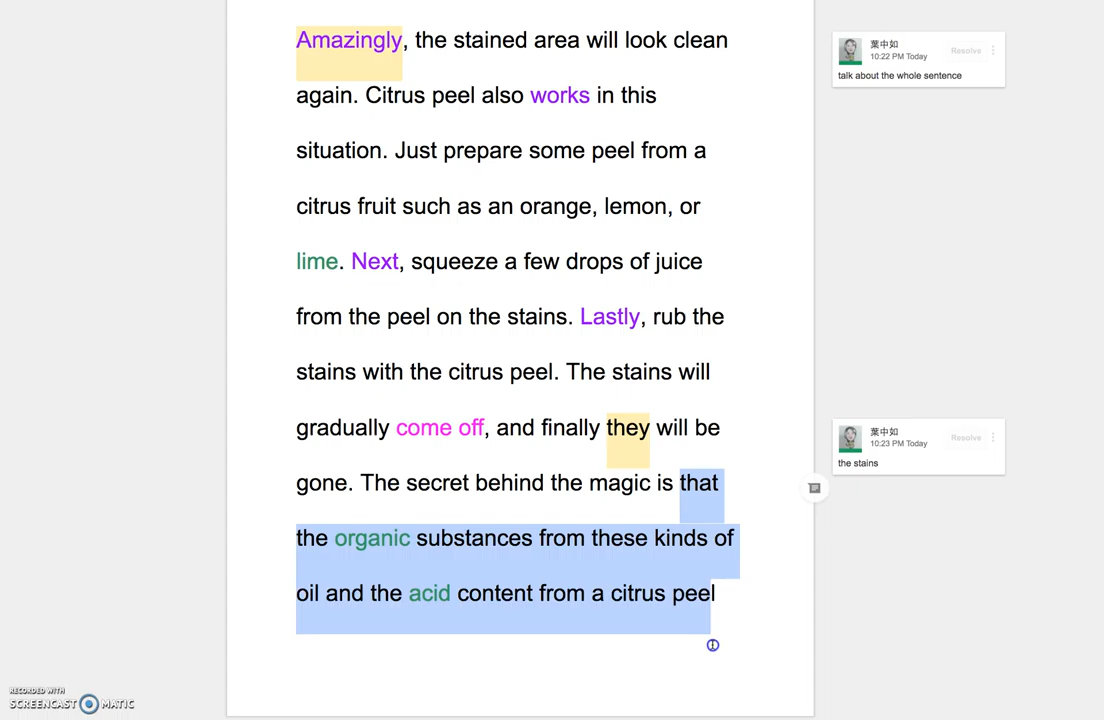 Amazingly, the stained area will look clean
again. Citrus peel also works in this
situation. Just prepare some peel from a
citrus fruit such as an orange, lemon, or
lime. Next, squeeze a few drops of juice
from the peel on the stains. Lastly, rub the
stains with the citrus peel. The stains will
gradually come off, and finally they will be
gone. The secret behind the magic is that
the organic substances from these kinds of
oil and the acid content from a citrus peel
葉中如
10:22 PM Today
Resolve
talk about the whole sentence
葉中如
10:23 PM Today
Resolve
the stains
RECORDED WITH
SCREENCAST MATIC